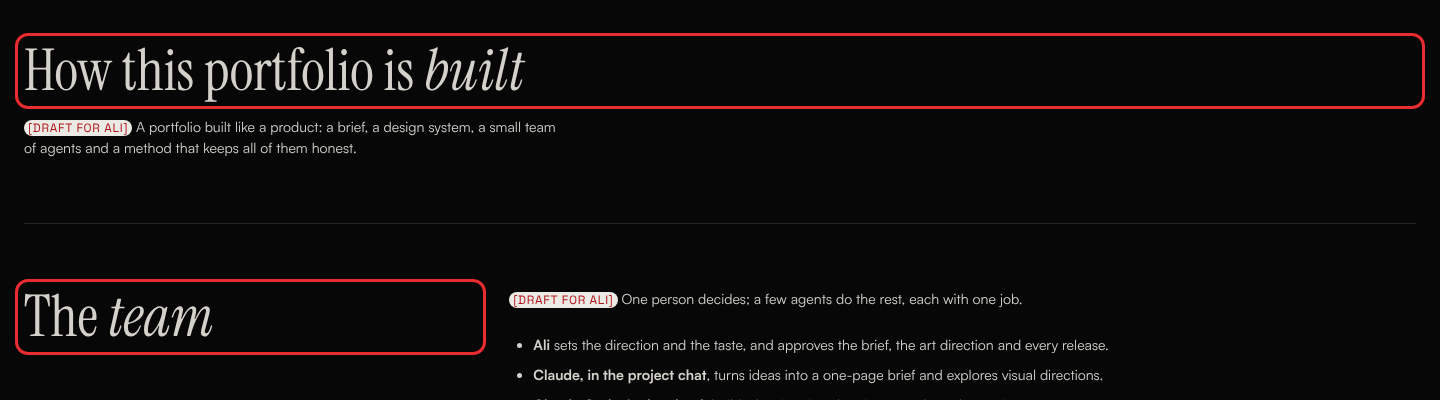 How this portfolio is built
[DRAFT FOR ALI] A portfolio built like a product: a brief, a design system, a small team
of agents and a method that keeps all of them honest.
The team
[DRAFT FOR ALI] One person decides; a few agents do the rest, each with one job.
Ali sets the direction and the taste, and approves the brief, the art direction and every release.
Claude, in the project chat, turns ideas into a one-page brief and explores visual directions.